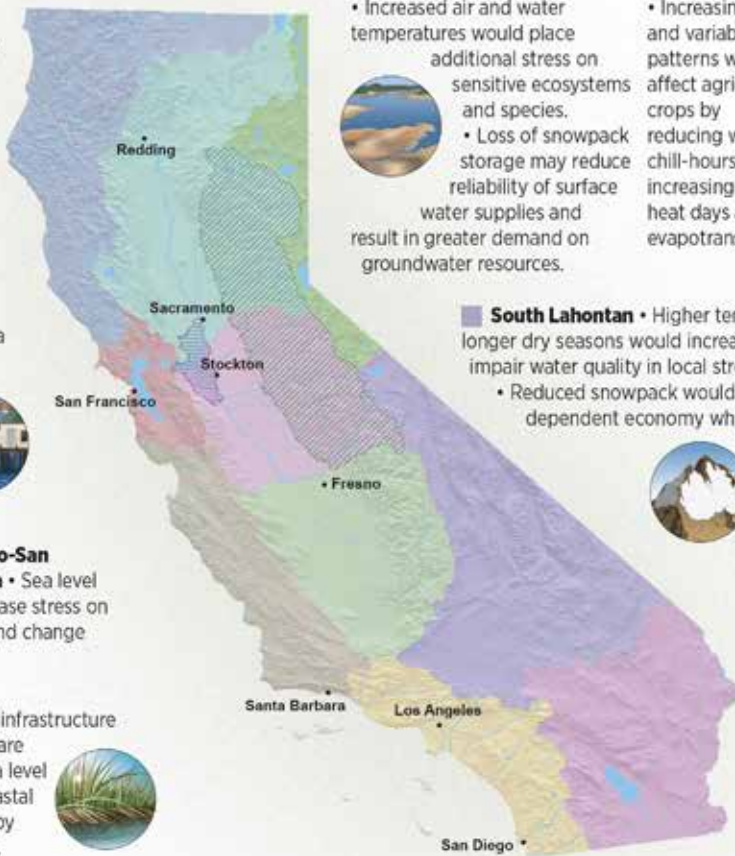 • Increased air and water
temperatures would place
additional stress on
sensitive ecosystems
and species.
• Loss of snowpack
storage may reduce
reliability of surface
water supplies and
result in greater demand on
groundwater resources.
• Increasin
and variab
patterns w
affect agri
crops by
reducing w
chill-hours
increasing
heat days
evapotrans
Redding
Sacramento
Stockton
San Francisco
Fresno
South Lahontan • Higher ter
longer dry seasons would increa
impair water quality in local stre
• Reduced snowpack would
dependent economy wh
a
o-San
• Sea level
ase stress on
nd change
infrastructure
are
level
astal
by
Santa Barbara
Los Angeles
San Diego